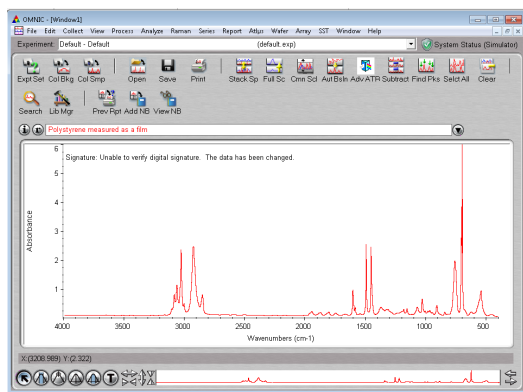 OMNIC - [Window1]
File Edit Collect View Process Analyze Raman Series Report Atlµs Wafer Array SST Window Help
Experiment: Default - Default (default.exp) System Status (Simulator)
Expt Set Col Bkg Col Smp Open Save Print Stack Sp Full Sc Cmn Scl Aut Bsln Adv ATR Subtract Find Pks Selct All Clear
Search Lib Mgr Prev Rpt Add NB View NB
Polystyrene measured as a film
Signature: Unable to verify digital signature. The data has been changed.
6
5
4
3
2
1
Absorbance
4000 3500 3000 2500 2000 1500 1000 500
Wavenumbers (cm-1)
X:(3208.989) Y:(2.322)
T